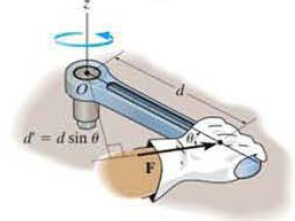 z
O
d
d' = d sin θ
θ
F